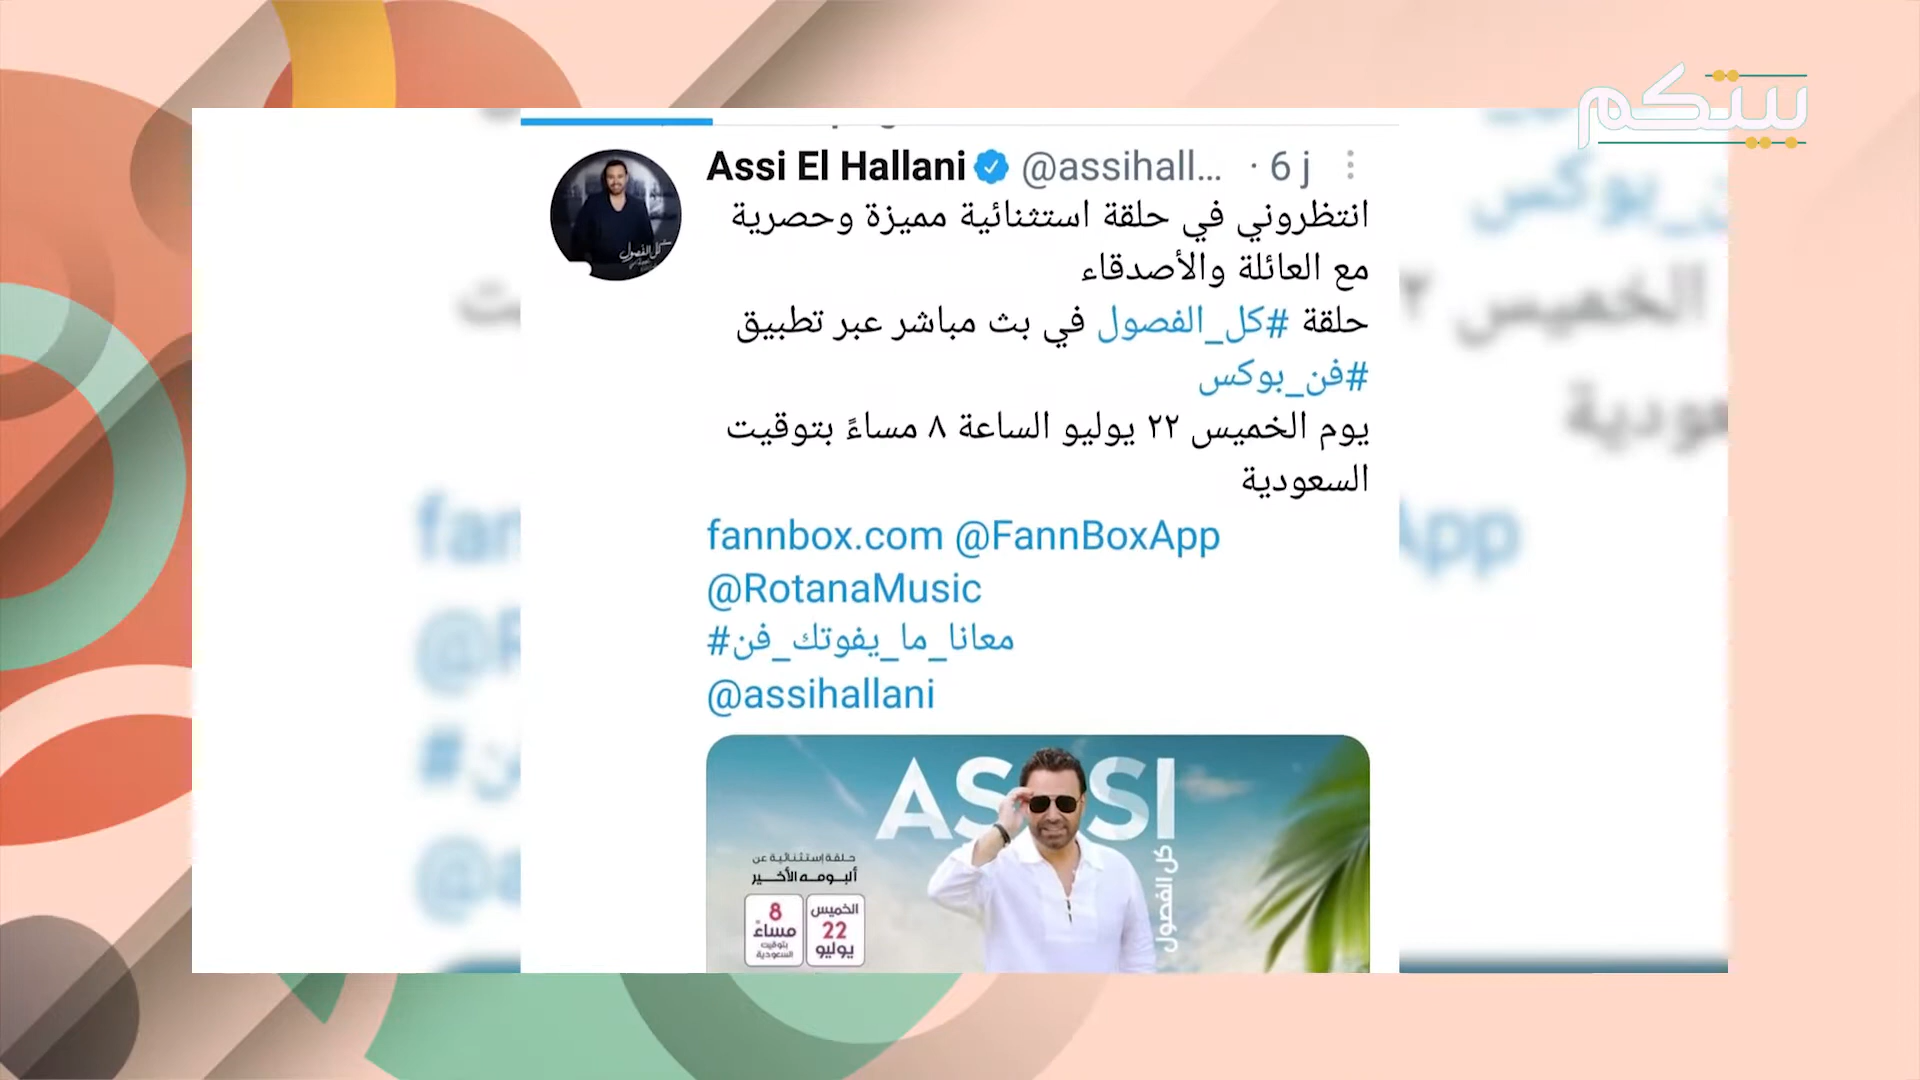 بيتكم
Assi El Hallani @assihall... · 6 j
انتظروني في حلقة استثنائية مميزة وحصرية
مع العائلة والأصدقاء
حلقة #كل_الفصول في بث مباشر عبر تطبيق
#فن_بوكس
يوم الخميس ٢٢ يوليو الساعة ٨ مساءً بتوقيت
السعودية
fannbox.com @FannBoxApp
@RotanaMusic
#معانا_ما_يفوتك_فن
@assihallani
ASSI
كل الفصول
حلقة إستثنائية عن
ألبومه الأخير
الخميس
22
يوليو
8
مساءً
بتوقيت
السعودية